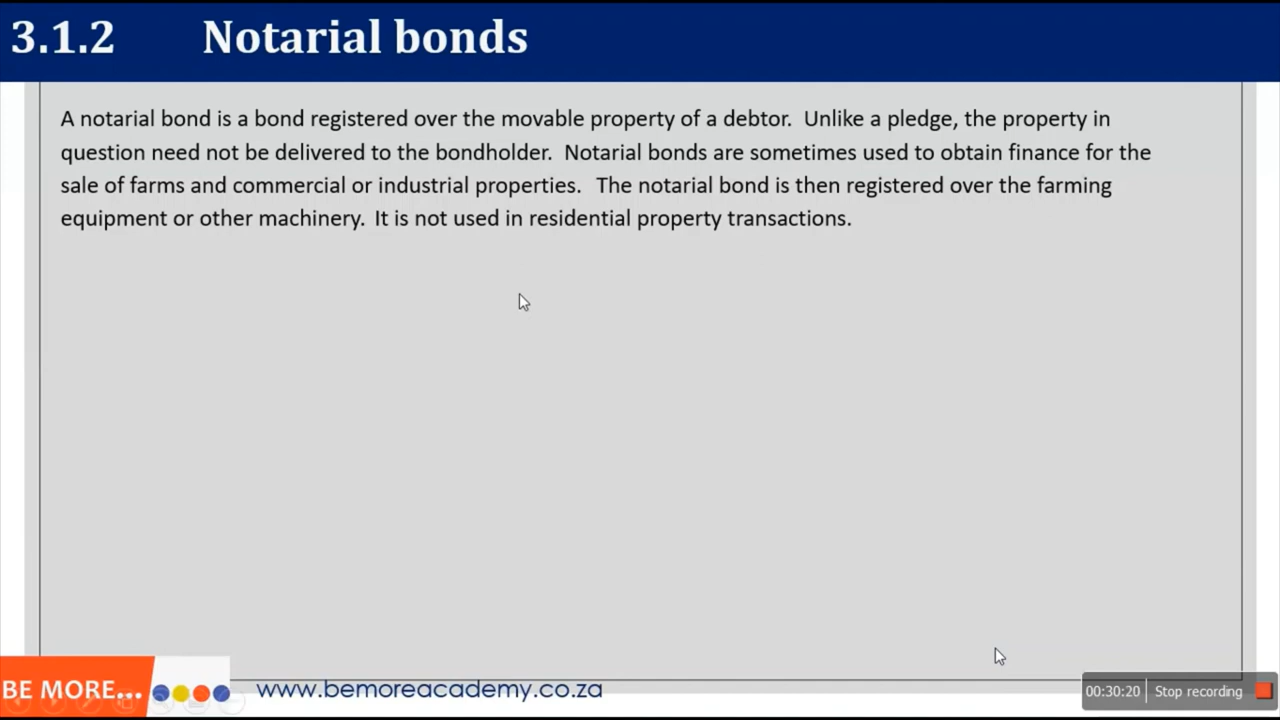 3.1.2 Notarial bonds
A notarial bond is a bond registered over the movable property of a debtor. Unlike a pledge, the property in
question need not be delivered to the bondholder. Notarial bonds are sometimes used to obtain finance for the
sale of farms and commercial or industrial properties. The notarial bond is then registered over the farming
equipment or other machinery. It is not used in residential property transactions.
BE MORE... www.bemoreacademy.co.za
00:30:20 Stop recording